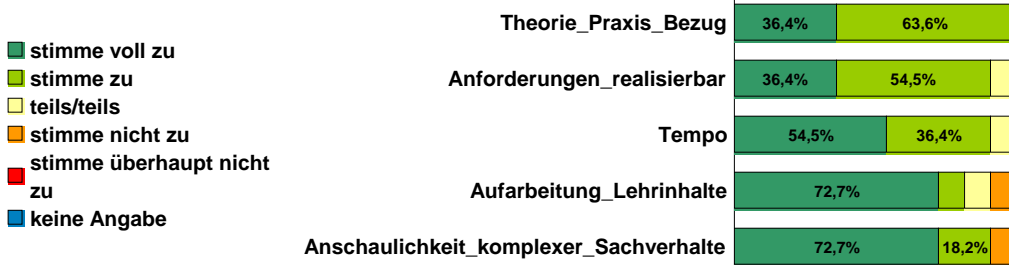 stimme voll zu
stimme zu
teils/teils
stimme nicht zu
stimme überhaupt nicht
zu
keine Angabe
Theorie_Praxis_Bezug 36,4% 63,6%
Anforderungen_realisierbar 36,4% 54,5%
Tempo 54,5% 36,4%
Aufarbeitung_Lehrinhalte 72,7%
Anschaulichkeit_komplexer_Sachverhalte 72,7% 18,2%